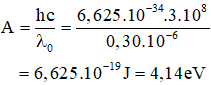 A = hc/λ₀ = 6,625.10⁻³⁴.3.10⁸/0,30.10⁻⁶
= 6,625.10⁻¹⁹ J = 4,14eV